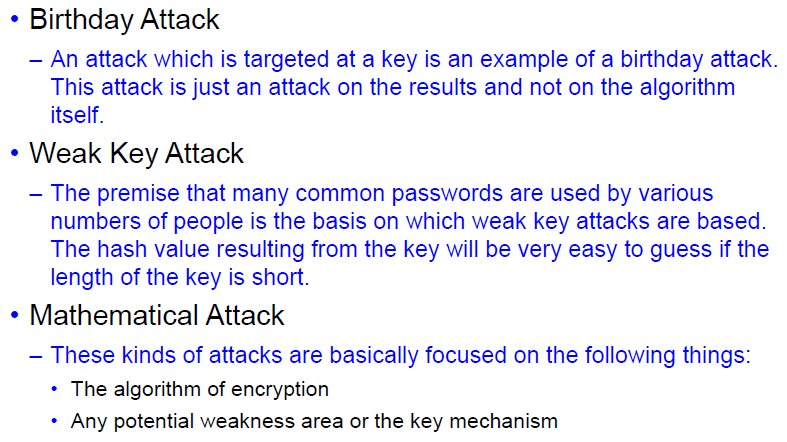 • Birthday Attack
– An attack which is targeted at a key is an example of a birthday attack.
This attack is just an attack on the results and not on the algorithm
itself.
• Weak Key Attack
– The premise that many common passwords are used by various
numbers of people is the basis on which weak key attacks are based.
The hash value resulting from the key will be very easy to guess if the
length of the key is short.
• Mathematical Attack
– These kinds of attacks are basically focused on the following things:
• The algorithm of encryption
• Any potential weakness area or the key mechanism